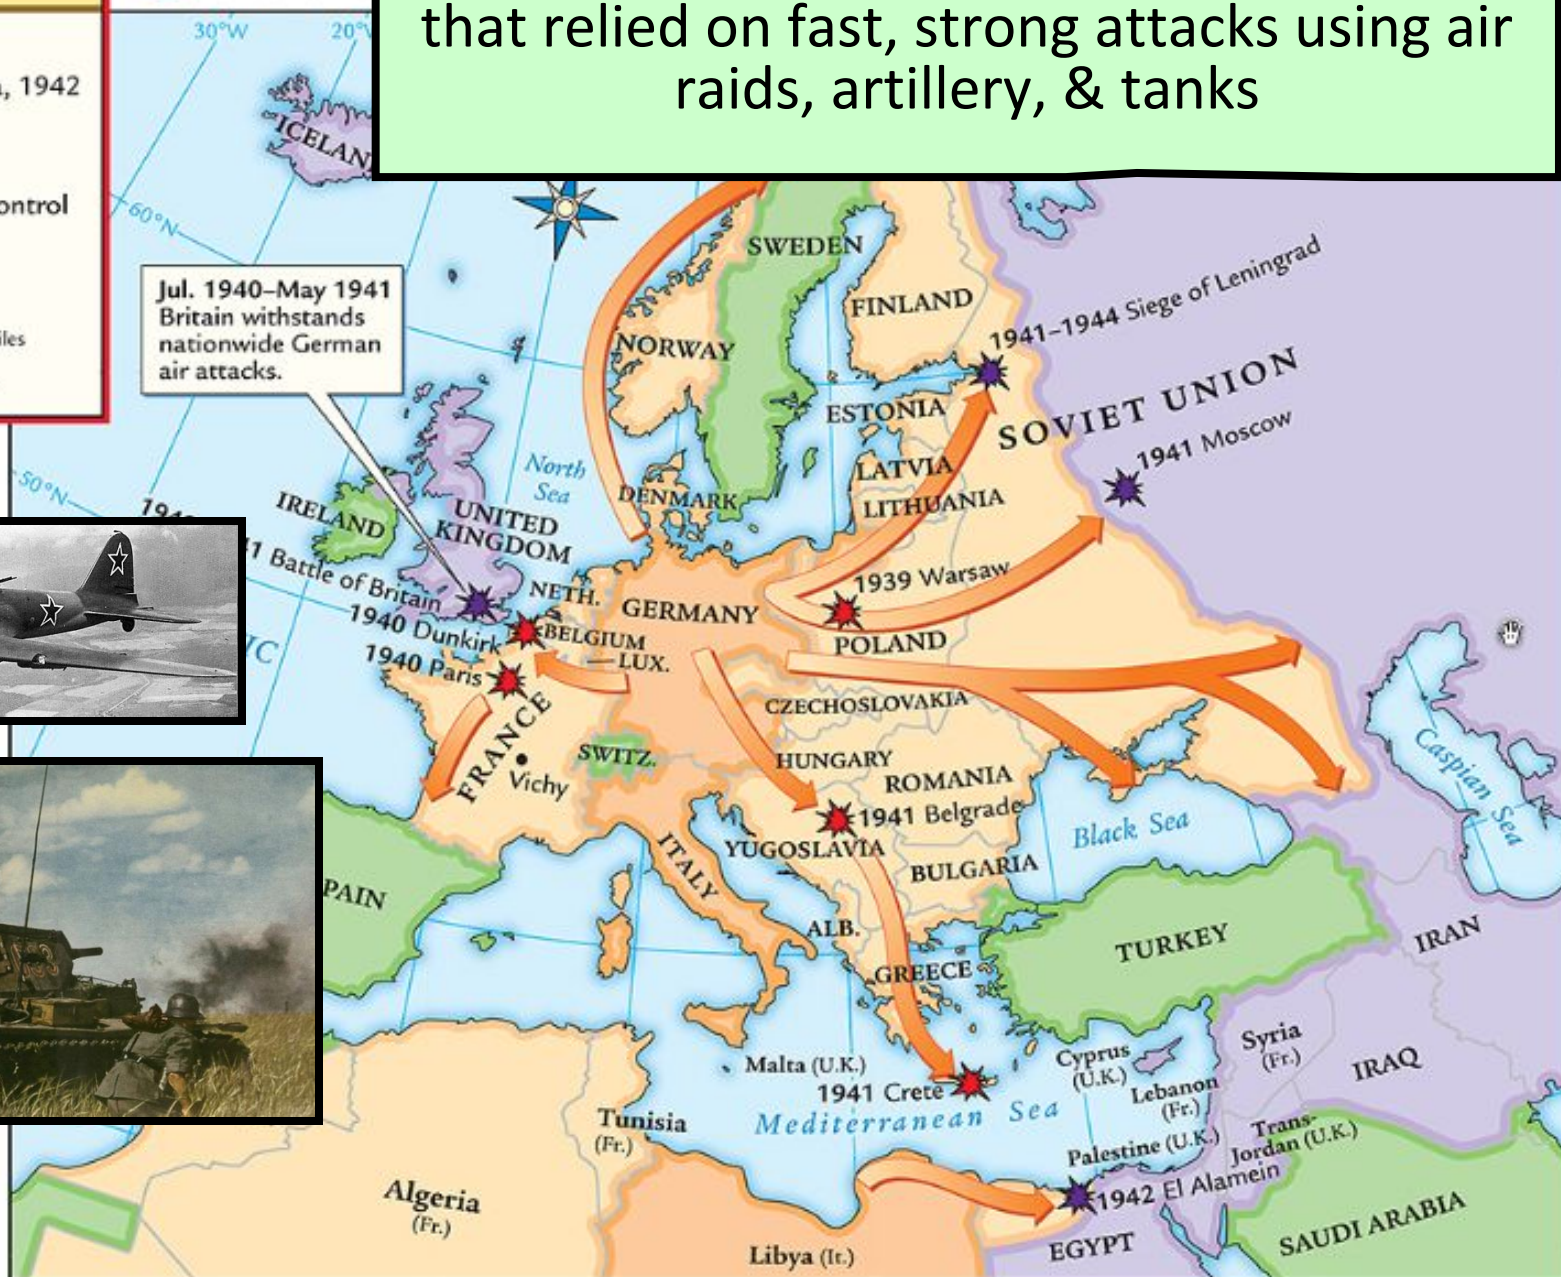 that relied on fast, strong attacks using air
raids, artillery, & tanks
30°W
20°
, 1942
ontrol
iles
ICELAN
60°N
50°N
Jul. 1940–May 1941
Britain withstands
nationwide German
air attacks.
SWEDEN
FINLAND
NORWAY
1941–1944 Siege of Leningrad
SOVIET UNION
1941 Moscow
ESTONIA
LATVIA
LITHUANIA
North
Sea
DENMARK
IRELAND
UNITED
KINGDOM
194
1 Battle of Britain
NETH.
GERMANY
1939 Warsaw
POLAND
1940 Dunkirk
BELGIUM
LUX.
1940 Paris
IC
CZECHOSLOVAKIA
FRANCE
Vichy
SWITZ.
HUNGARY
ROMANIA
1941 Belgrade
YUGOSLAVIA
BULGARIA
Black Sea
Caspian Sea
ITALY
PAIN
ALB.
GREECE
TURKEY
IRAN
Malta (U.K.)
1941 Crete
Mediterranean Sea
Cyprus
(U.K.)
Syria
(Fr.)
IRAQ
Lebanon
(Fr.)
Tunisia
(Fr.)
Palestine (U.K.)
Trans-
Jordan (U.K.)
1942 El Alamein
Algeria
(Fr.)
Libya (It.)
EGYPT
SAUDI ARABIA